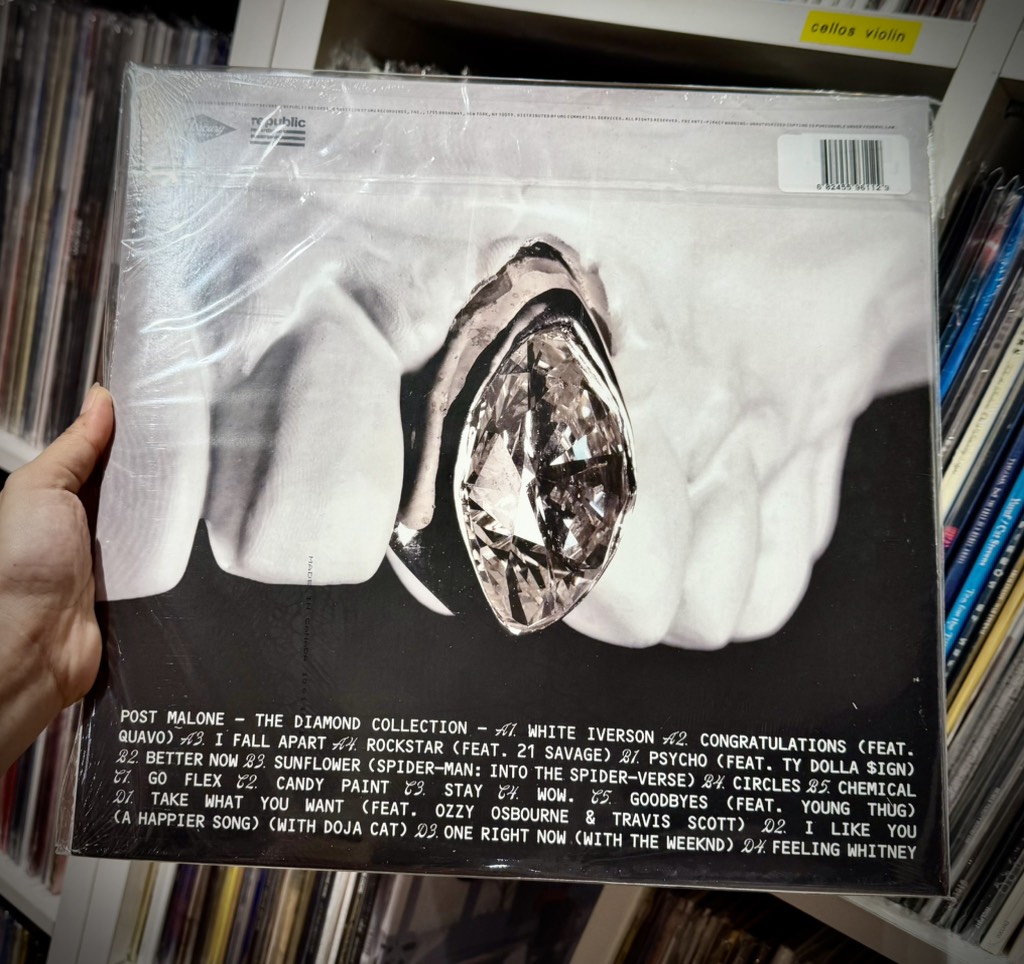 cellos violin
republic
6 02455 96112 9
POST MALONE – THE DIAMOND COLLECTION – A1. WHITE IVERSON A2. CONGRATULATIONS (FEAT.
QUAVO) A3. I FALL APART A4. ROCKSTAR (FEAT. 21 SAVAGE) B1. PSYCHO (FEAT. TY DOLLA $IGN)
B2. BETTER NOW B3. SUNFLOWER (SPIDER-MAN: INTO THE SPIDER-VERSE) B4. CIRCLES B5. CHEMICAL
C1. GO FLEX C2. CANDY PAINT C3. STAY C4. WOW. C5. GOODBYES (FEAT. YOUNG THUG)
D1. TAKE WHAT YOU WANT (FEAT. OZZY OSBOURNE & TRAVIS SCOTT) D2. I LIKE YOU
(A HAPPIER SONG) (WITH DOJA CAT) D3. ONE RIGHT NOW (WITH THE WEEKND) D4. FEELING WHITNEY